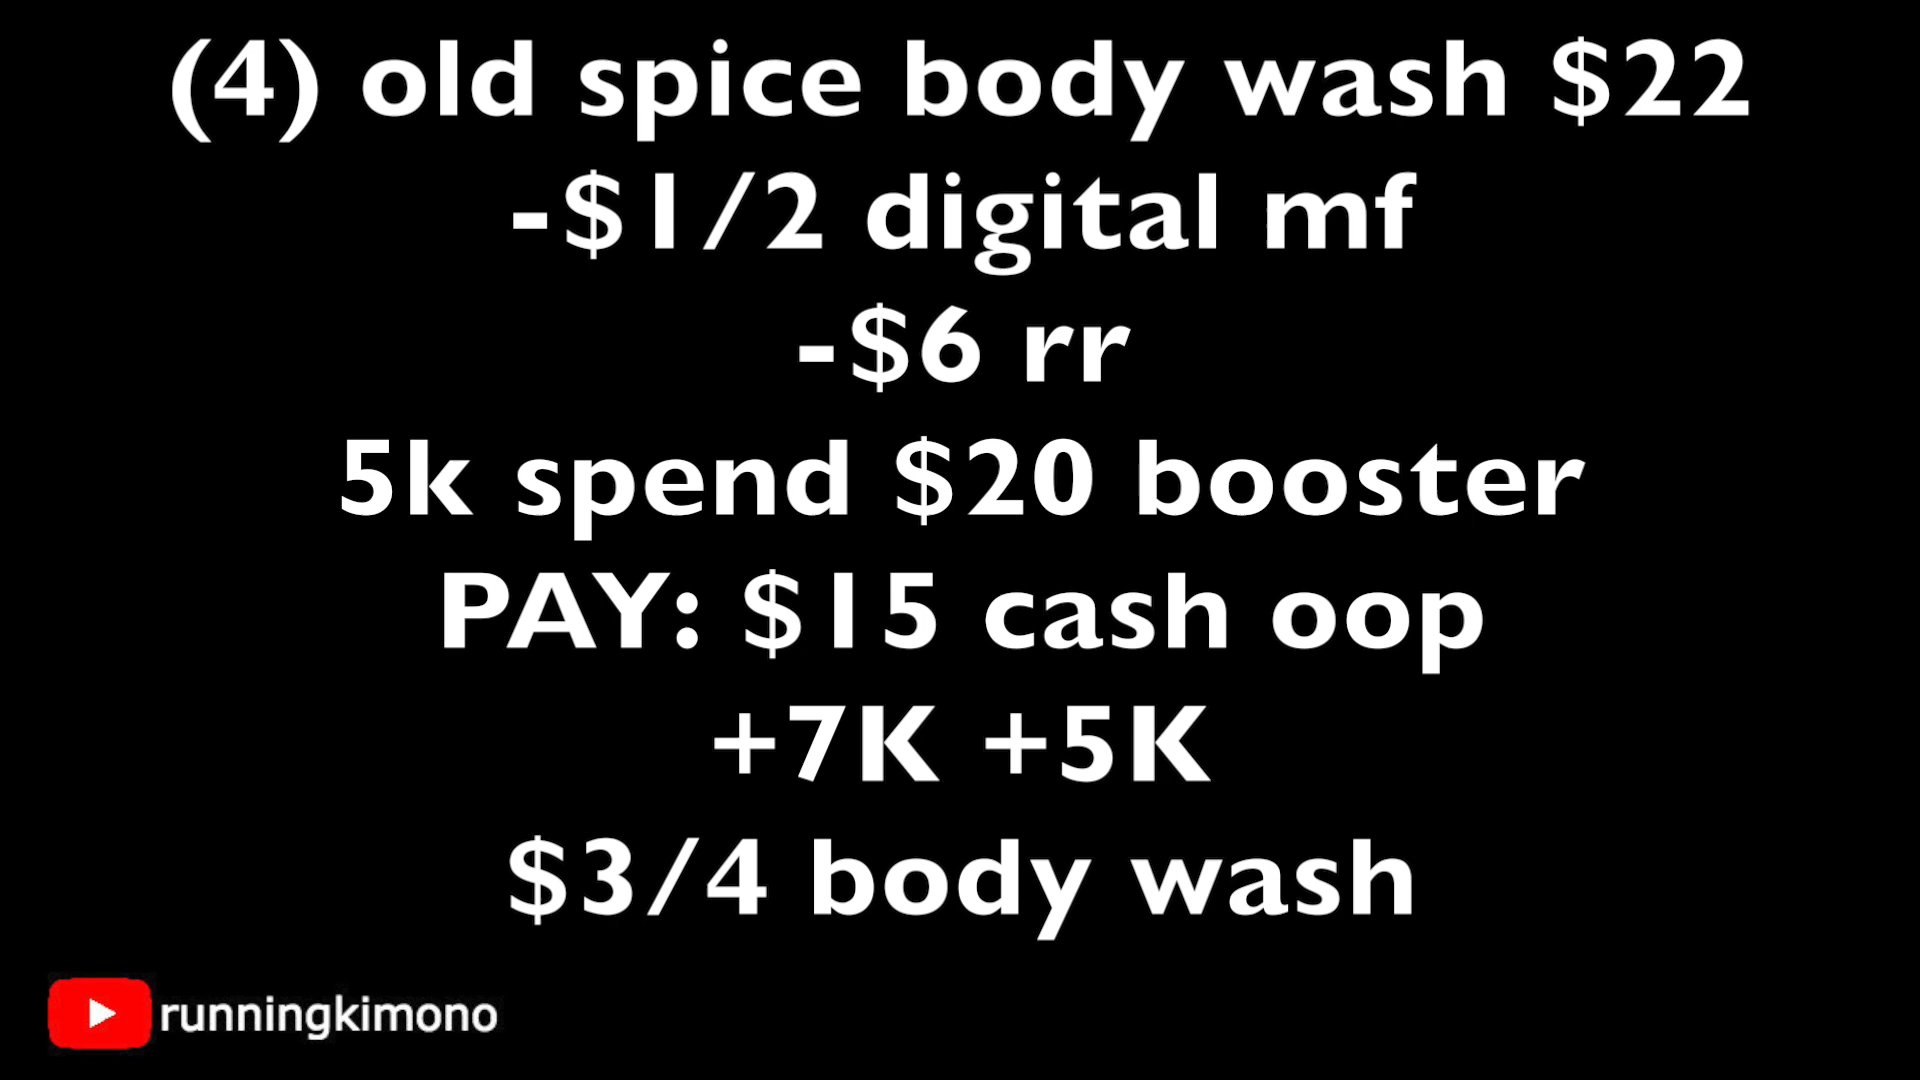 (4) old spice body wash $22
-$1/2 digital mf
-$6 rr
5k spend $20 booster
PAY: $15 cash oop
+7K +5K
$3/4 body wash
runningkimono